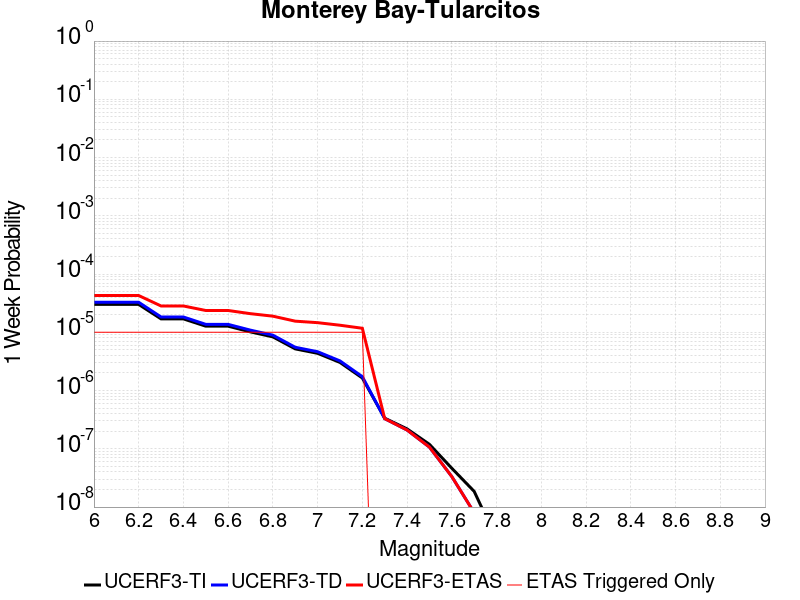 Monterey Bay-Tularcitos
10^0
10^-1
10^-2
10^-3
10^-4
10^-5
10^-6
10^-7
10^-8
1 Week Probability
6 6.2 6.4 6.6 6.8 7 7.2 7.4 7.6 7.8 8 8.2 8.4 8.6 8.8 9
Magnitude
UCERF3-TI UCERF3-TD UCERF3-ETAS ETAS Triggered Only